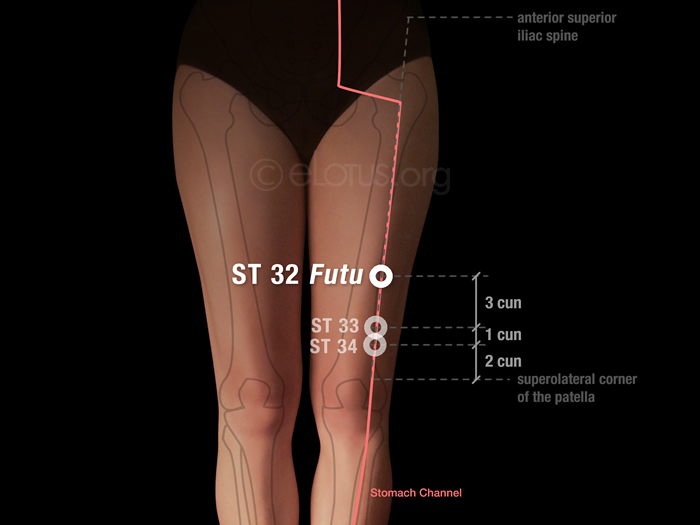 anterior superior
iliac spine
© eLOTUS.org
ST 32 Futu
3 cun
ST 33
1 cun
ST 34
2 cun
superolateral corner
of the patella
Stomach Channel